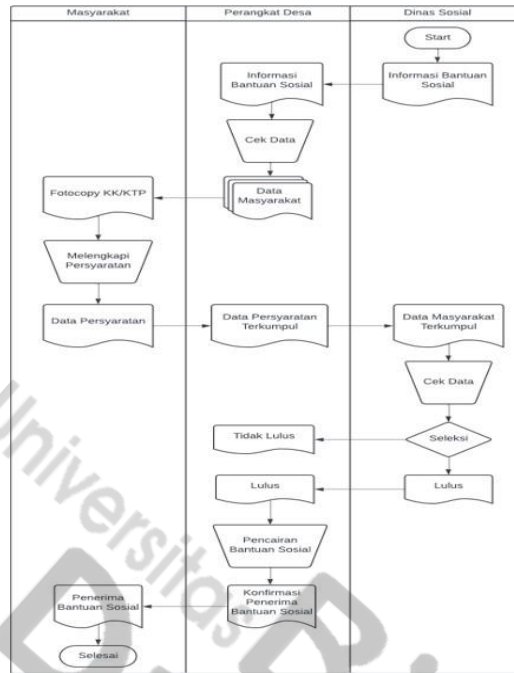 Masyarakat
Perangkat Desa
Dinas Sosial
Start
Informasi
Bantuan Sosial
Informasi Bantuan
Sosial
Cek Data
Fotocopy KK/KTP
Data
Masyarakat
Melengkapi
Persyaratan
Data Persyaratan
Data Persyaratan
Terkumpul
Data Masyarakat
Terkumpul
Cek Data
Tidak Lulus
Seleksi
Lulus
Lulus
Pencairan
Bantuan Sosial
Penerima
Bantuan Sosial
Konfirmasi
Penerima
Bantuan Sosial
Selesai
Universitas